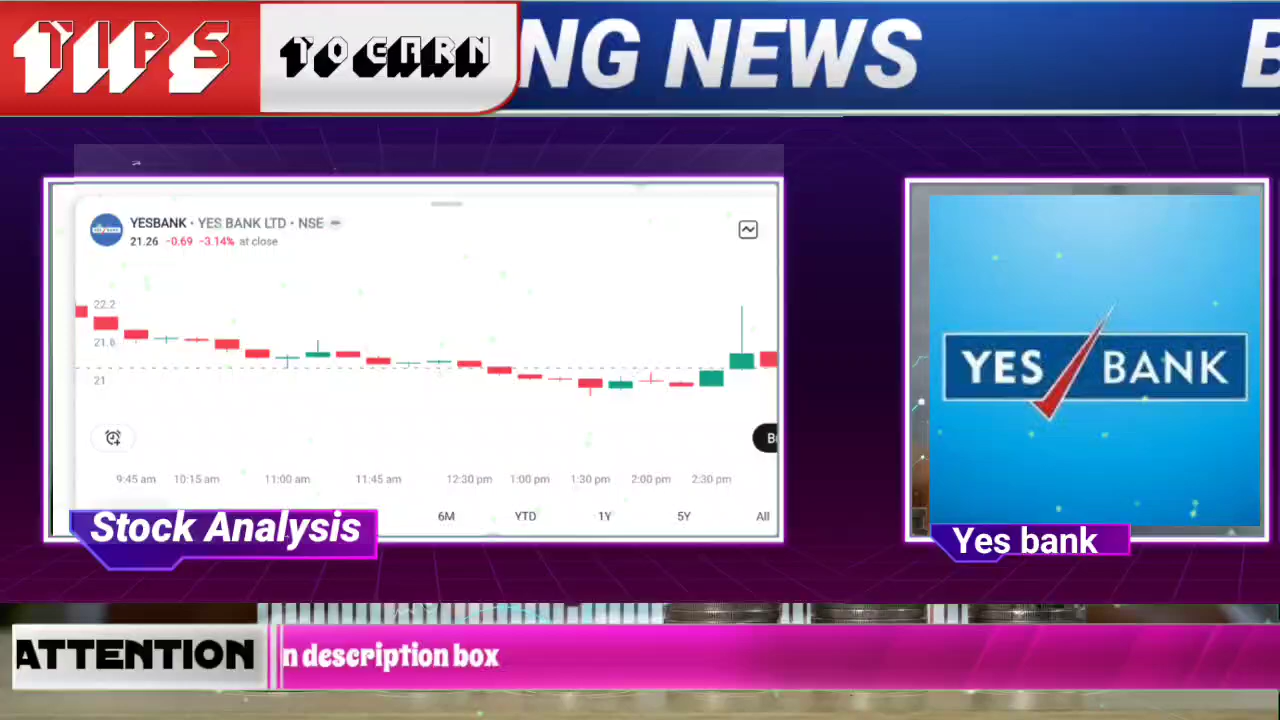 TIPS
TO EARN
NG NEWS
B
YESBANK • YES BANK LTD • NSE
21.26 −0.69 −3.14% at close
22.2
21.6
21
9:45 am 10:15 am 11:00 am 11:45 am 12:30 pm 1:00 pm 1:30 pm 2:00 pm 2:30 pm
6M YTD 1Y 5Y All
Stock Analysis
YES BANK
Yes bank
ATTENTION
n description box